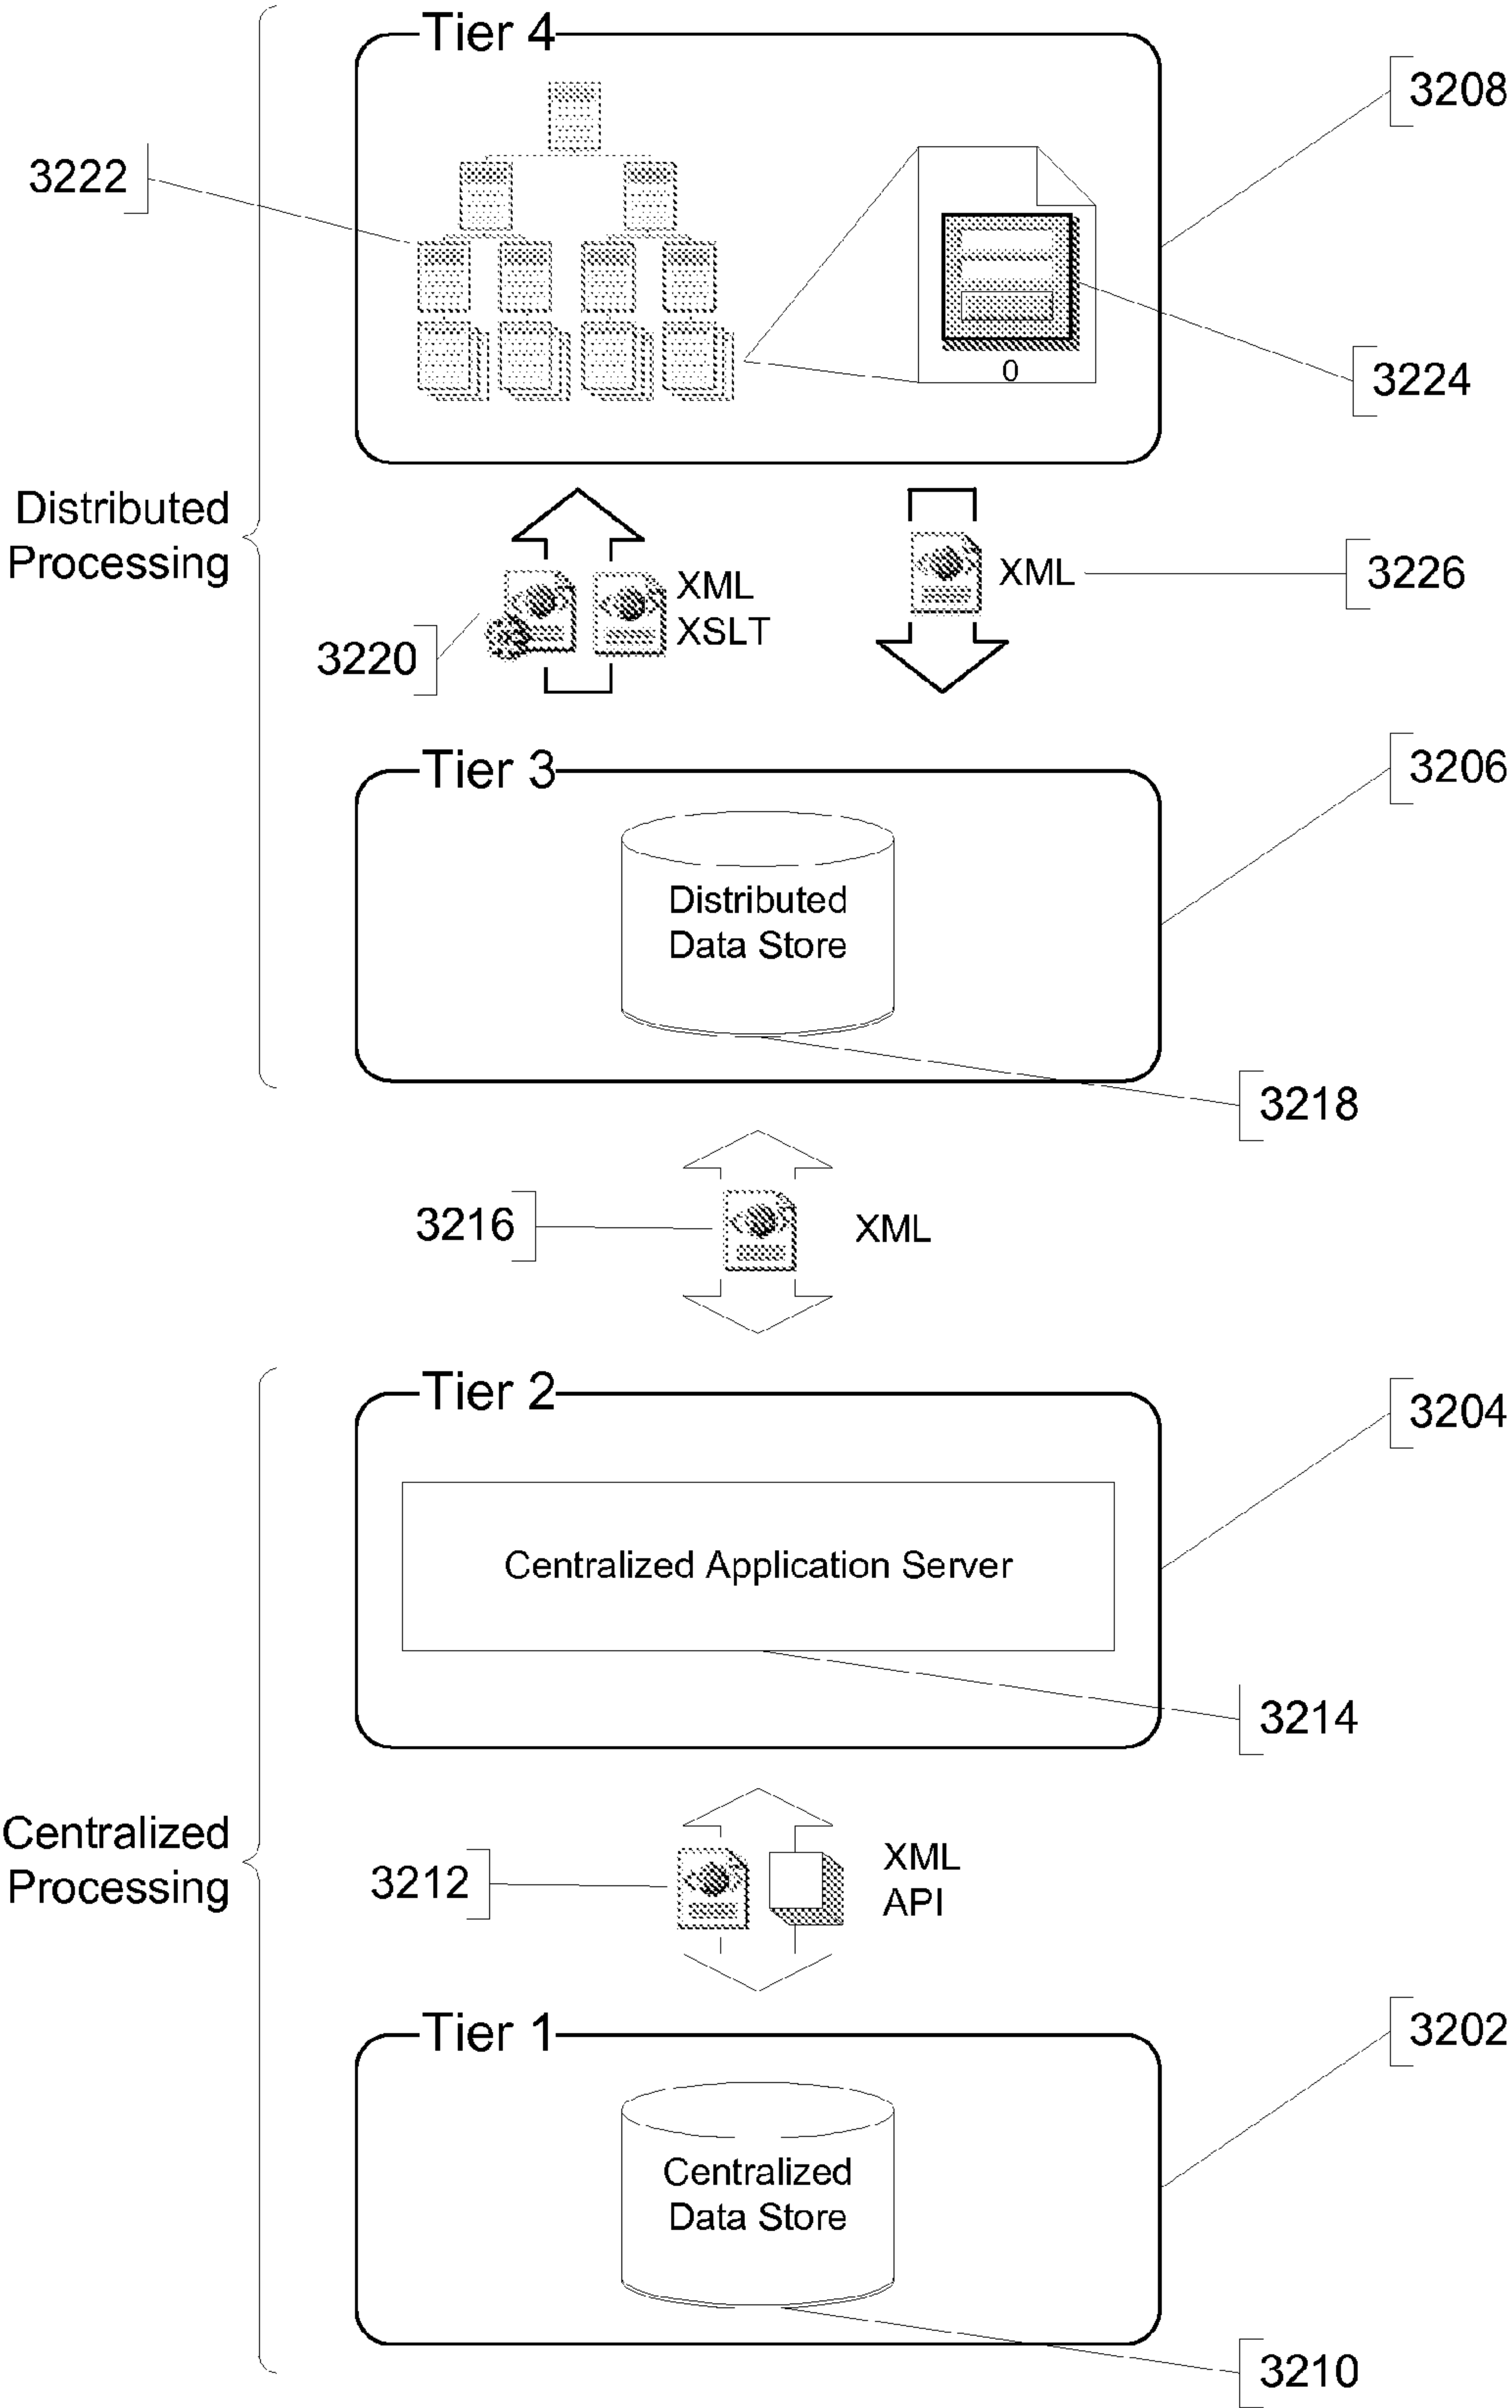 Tier 4
3208
3222
3224
0
Distributed
Processing
XML
XSLT
XML
3226
3220
Tier 3
3206
Distributed
Data Store
3218
3216
XML
Tier 2
3204
Centralized Application Server
3214
Centralized
Processing
3212
XML
API
Tier 1
3202
Centralized
Data Store
3210